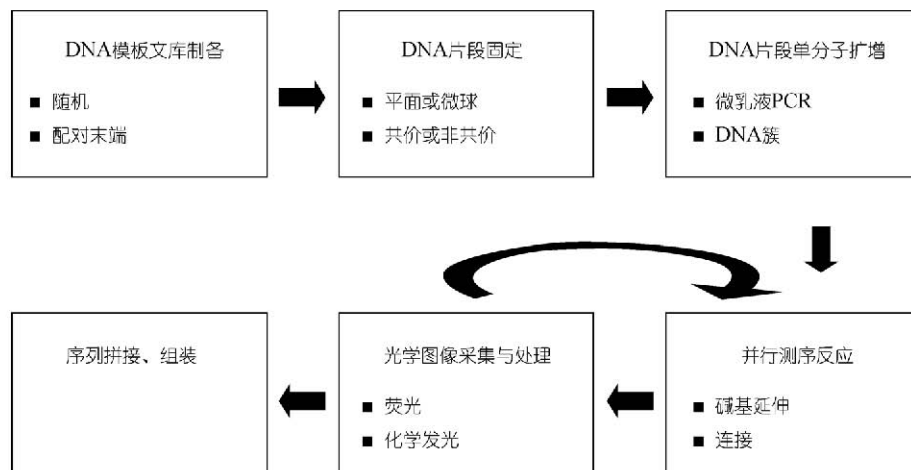 DNA模板文库制各
■ 随机
■ 配对末端
DNA片段固定
■ 平面或微球
■ 共价或非共价
DNA片段单分子扩增
■ 微乳液PCR
■ DNA族
并行测序反应
■ 碱基延伸
■ 连接
光学图像采集与处理
■ 荧光
■ 化学发光
序列拼接、组装